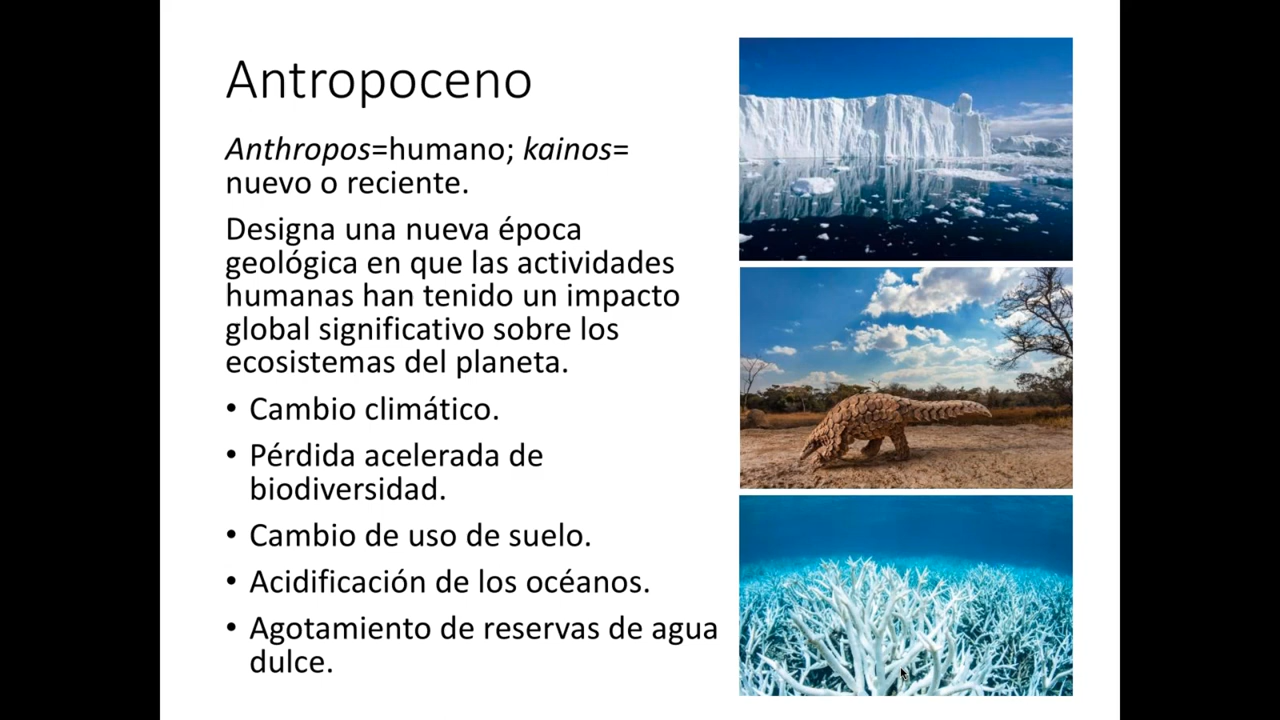 Antropoceno
Anthropos=humano; kainos=
nuevo o reciente.
Designa una nueva época
geológica en que las actividades
humanas han tenido un impacto
global significativo sobre los
ecosistemas del planeta.
• Cambio climático.
• Pérdida acelerada de
biodiversidad.
• Cambio de uso de suelo.
• Acidificación de los océanos.
• Agotamiento de reservas de agua
dulce.